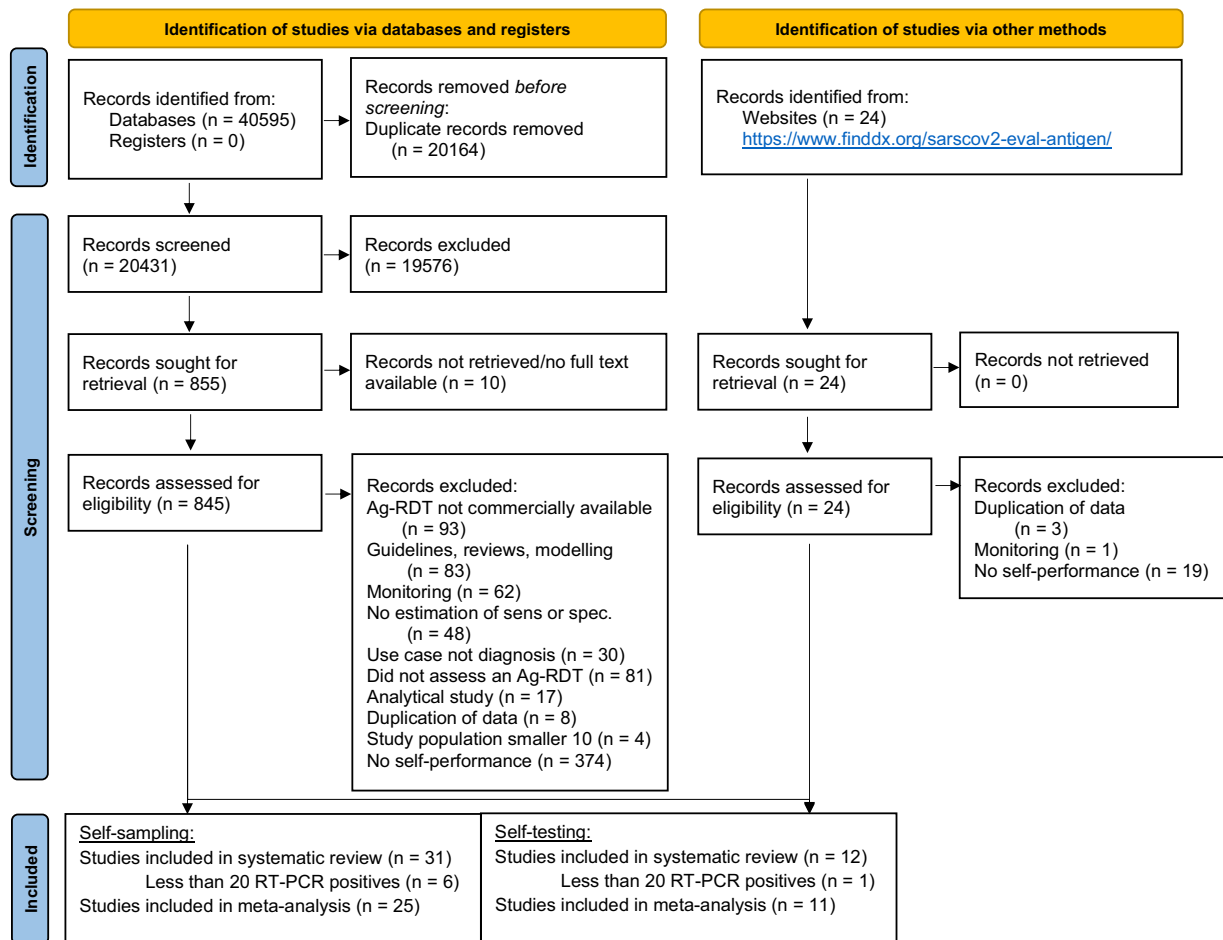 Identification of studies via databases and registers
Identification of studies via other methods
Identification
Records identified from:
Databases (n = 40595)
Registers (n = 0)
Records removed before
screening:
Duplicate records removed
(n = 20164)
Records identified from:
Websites (n = 24)
https://www.finddx.org/sarscov2-eval-antigen/
Screening
Records screened
(n = 20431)
Records excluded
(n = 19576)
Records sought for
retrieval (n = 855)
Records not retrieved/no full text
available (n = 10)
Records sought for
retrieval (n = 24)
Records not retrieved
(n = 0)
Records assessed for
eligibility (n = 845)
Records excluded:
Ag-RDT not commercially available
(n = 93)
Guidelines, reviews, modelling
(n = 83)
Monitoring (n = 62)
No estimation of sens or spec.
(n = 48)
Use case not diagnosis (n = 30)
Did not assess an Ag-RDT (n = 81)
Analytical study (n = 17)
Duplication of data (n = 8)
Study population smaller 10 (n = 4)
No self-performance (n = 374)
Records assessed for
eligibility (n = 24)
Records excluded:
Duplication of data
(n = 3)
Monitoring (n = 1)
No self-performance (n = 19)
Included
Self-sampling:
Studies included in systematic review (n = 31)
Less than 20 RT-PCR positives (n = 6)
Studies included in meta-analysis (n = 25)
Self-testing:
Studies included in systematic review (n = 12)
Less than 20 RT-PCR positives (n = 1)
Studies included in meta-analysis (n = 11)